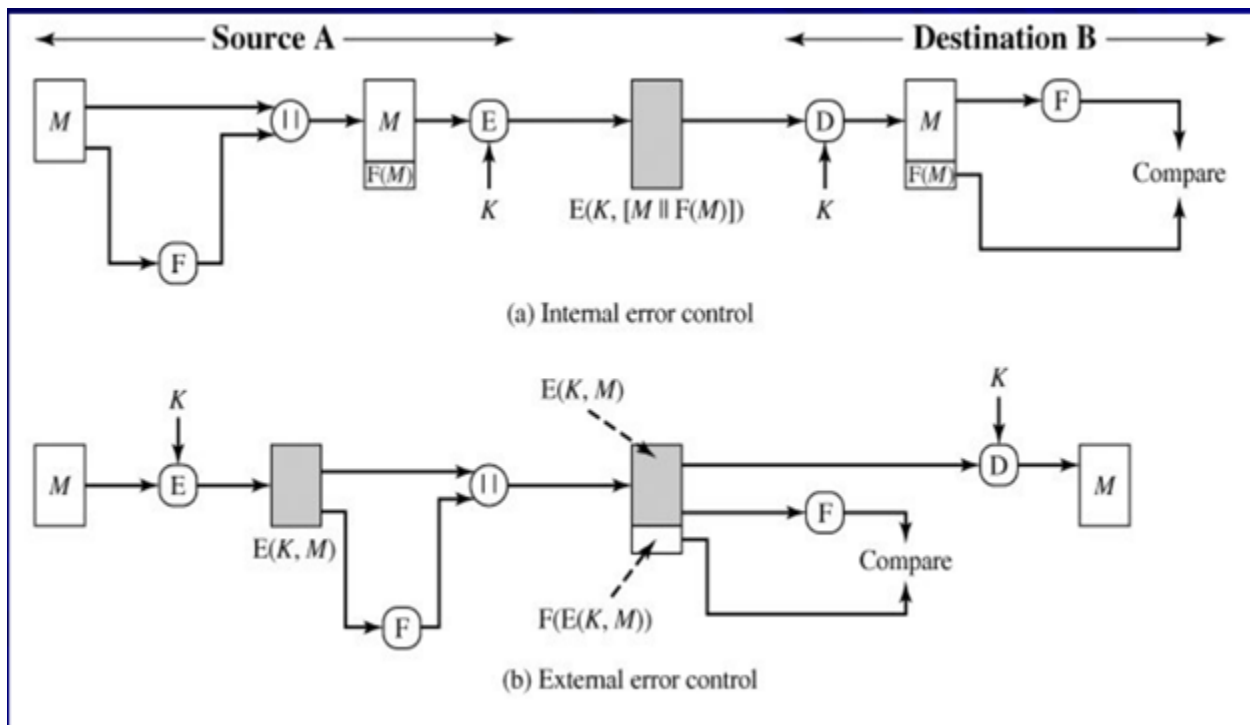 Source A
Destination B
M
||
M
F(M)
E
K
F
E(K, [M || F(M)])
D
K
M
F(M)
F
Compare
(a) Internal error control
K
M
E
E(K, M)
F
||
E(K, M)
F(E(K, M))
F
Compare
K
D
M
(b) External error control